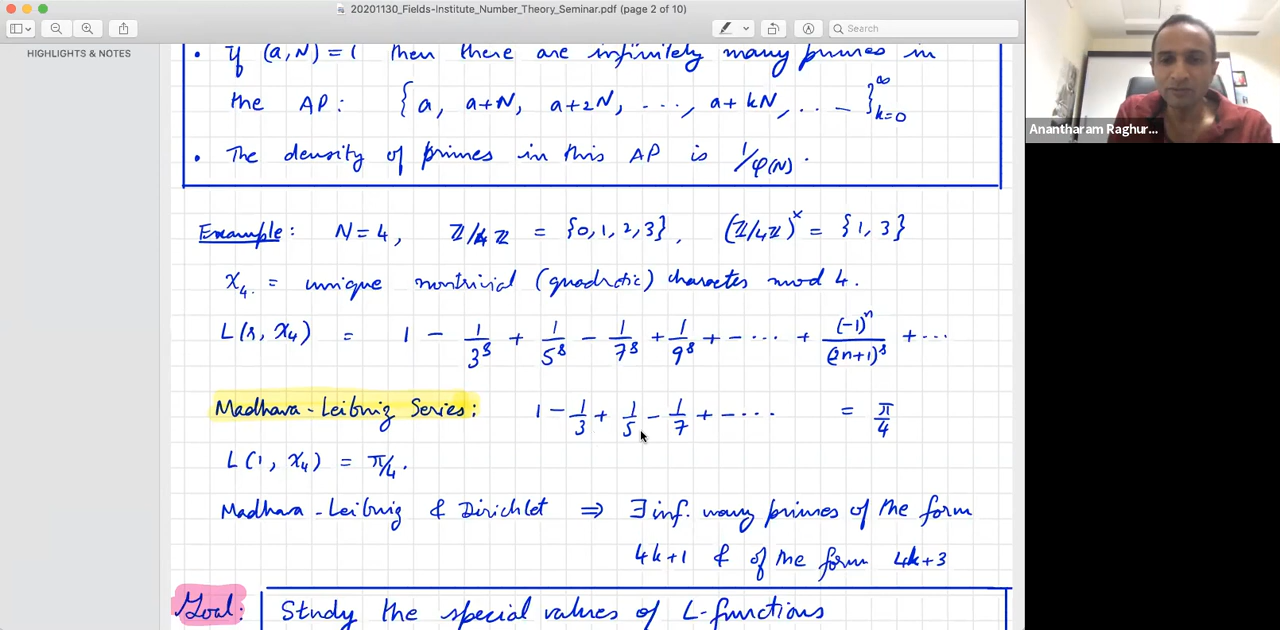 20201130_Fields-Institute_Number_Theory_Seminar.pdf (page 2 of 10)
Search
HIGHLIGHTS & NOTES
Anantharam Raghur...
• If (a,N)=1 then there are infinitely many primes in
the AP: {a, a+N, a+2N, ..., a+kN, ...}_{k=0}^∞
• The density of primes in this AP is 1/φ(N).
Example: N=4, ℤ/4ℤ = {0,1,2,3}, (ℤ/4ℤ)^× = {1,3}
χ_4 = unique nontrivial (quadratic) character mod 4.
L(s, χ_4) = 1 - 1/3^s + 1/5^s - 1/7^s + 1/9^s + - ... + (-1)^n/(2n+1)^s + ...
Madhava-Leibniz Series: 1 - 1/3 + 1/5 - 1/7 + - ... = π/4
L(1, χ_4) = π/4.
Madhava-Leibniz & Dirichlet ⇒ ∃ inf. many primes of the form
4k+1 & of the form 4k+3
Goal: Study the special values of L-functions